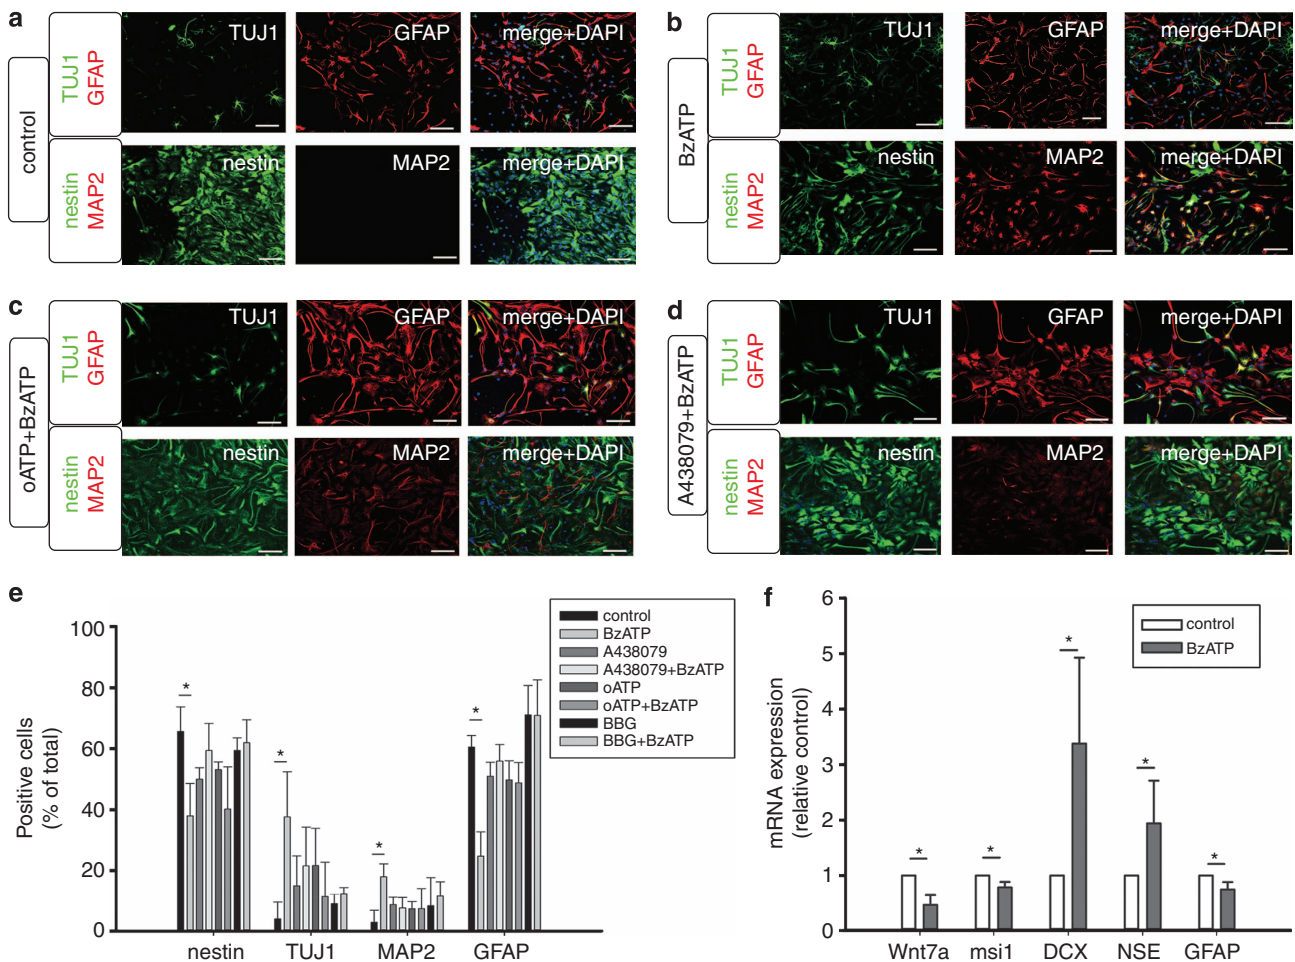 a
control
TUJ1
GFAP
TUJ1
GFAP
merge+DAPI
nestin
MAP2
nestin
MAP2
merge+DAPI
b
BzATP
TUJ1
GFAP
TUJ1
GFAP
merge+DAPI
nestin
MAP2
nestin
MAP2
merge+DAPI
c
oATP+BzATP
TUJ1
GFAP
TUJ1
GFAP
merge+DAPI
nestin
MAP2
nestin
MAP2
merge+DAPI
d
A438079+BzATP
TUJ1
GFAP
TUJ1
GFAP
merge+DAPI
nestin
MAP2
nestin
MAP2
merge+DAPI
e
Positive cells
(% of total)
100
80
60
40
20
0
*
*
*
*
nestin
TUJ1
MAP2
GFAP
control
BzATP
A438079
A438079+BzATP
oATP
oATP+BzATP
BBG
BBG+BzATP
f
mRNA expression
(relative control)
6
5
4
3
2
1
0
*
*
*
*
*
Wnt7a
msi1
DCX
NSE
GFAP
control
BzATP